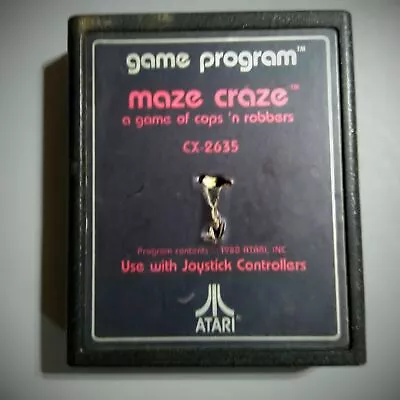 game program™
maze craze™
a game of cops 'n robbers
CX-2635
Program contents 1980 ATARI, INC
Use with Joystick Controllers
ATARI®